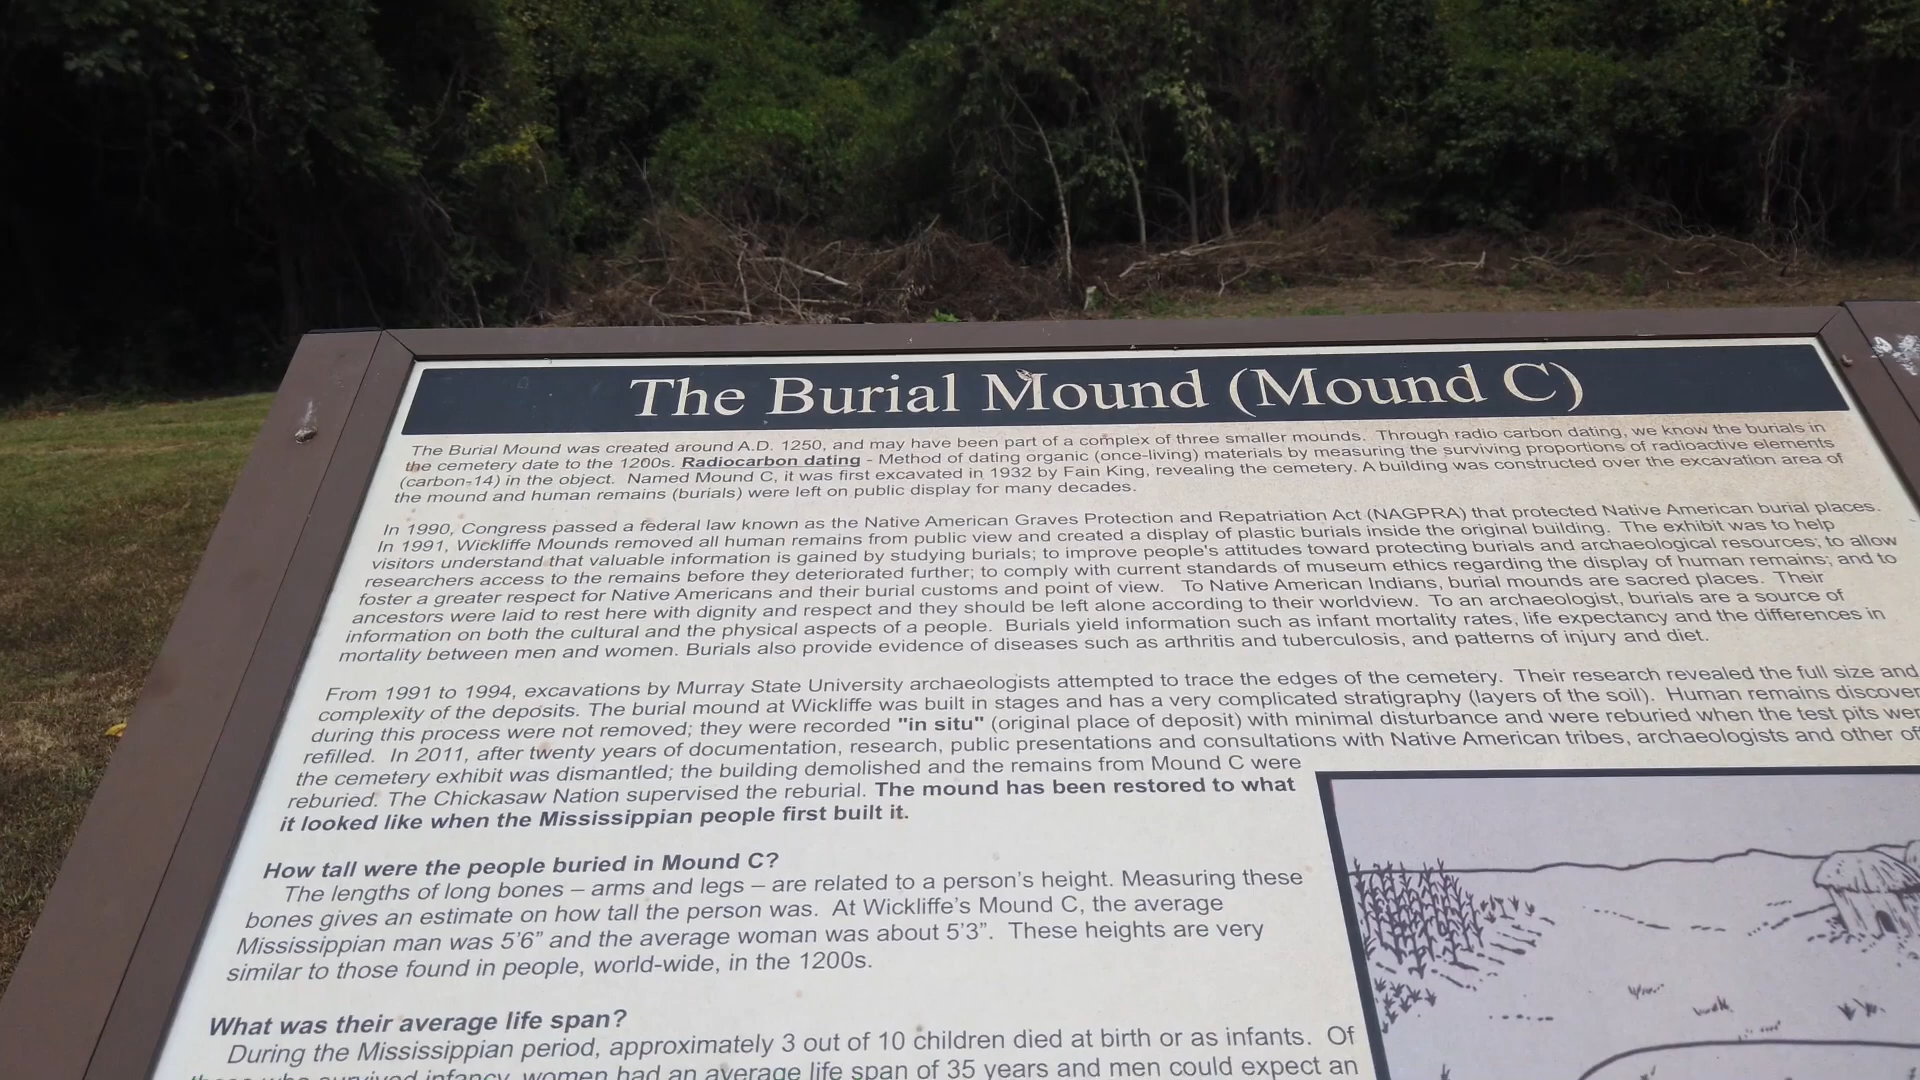 The Burial Mound (Mound C)
The Burial Mound was created around A.D. 1250, and may have been part of a complex of three smaller mounds. Through radio carbon dating, we know the burials in
the cemetery date to the 1200s. Radiocarbon dating - Method of dating organic (once-living) materials by measuring the surviving proportions of radioactive elements
(carbon-14) in the object. Named Mound C, it was first excavated in 1932 by Fain King, revealing the cemetery. A building was constructed over the excavation area of
the mound and human remains (burials) were left on public display for many decades.
In 1990, Congress passed a federal law known as the Native American Graves Protection and Repatriation Act (NAGPRA) that protected Native American burial places.
In 1991, Wickliffe Mounds removed all human remains from public view and created a display of plastic burials inside the original building. The exhibit was to help
visitors understand that valuable information is gained by studying burials; to improve people's attitudes toward protecting burials and archaeological resources; to allow
researchers access to the remains before they deteriorated further; to comply with current standards of museum ethics regarding the display of human remains; and to
foster a greater respect for Native Americans and their burial customs and point of view. To Native American Indians, burial mounds are sacred places. Their
ancestors were laid to rest here with dignity and respect and they should be left alone according to their worldview. To an archaeologist, burials are a source of
information on both the cultural and the physical aspects of a people. Burials yield information such as infant mortality rates, life expectancy and the differences in
mortality between men and women. Burials also provide evidence of diseases such as arthritis and tuberculosis, and patterns of injury and diet.
From 1991 to 1994, excavations by Murray State University archaeologists attempted to trace the edges of the cemetery. Their research revealed the full size and
complexity of the deposits. The burial mound at Wickliffe was built in stages and has a very complicated stratigraphy (layers of the soil). Human remains discover
during this process were not removed; they were recorded "in situ" (original place of deposit) with minimal disturbance and were reburied when the test pits wer
refilled. In 2011, after twenty years of documentation, research, public presentations and consultations with Native American tribes, archaeologists and other of
the cemetery exhibit was dismantled; the building demolished and the remains from Mound C were
reburied. The Chickasaw Nation supervised the reburial. The mound has been restored to what
it looked like when the Mississippian people first built it.
How tall were the people buried in Mound C?
The lengths of long bones – arms and legs – are related to a person's height. Measuring these
bones gives an estimate on how tall the person was. At Wickliffe's Mound C, the average
Mississippian man was 5'6" and the average woman was about 5'3". These heights are very
similar to those found in people, world-wide, in the 1200s.
What was their average life span?
During the Mississippian period, approximately 3 out of 10 children died at birth or as infants. Of
those who survived infancy, women had an average life span of 35 years and men could expect an